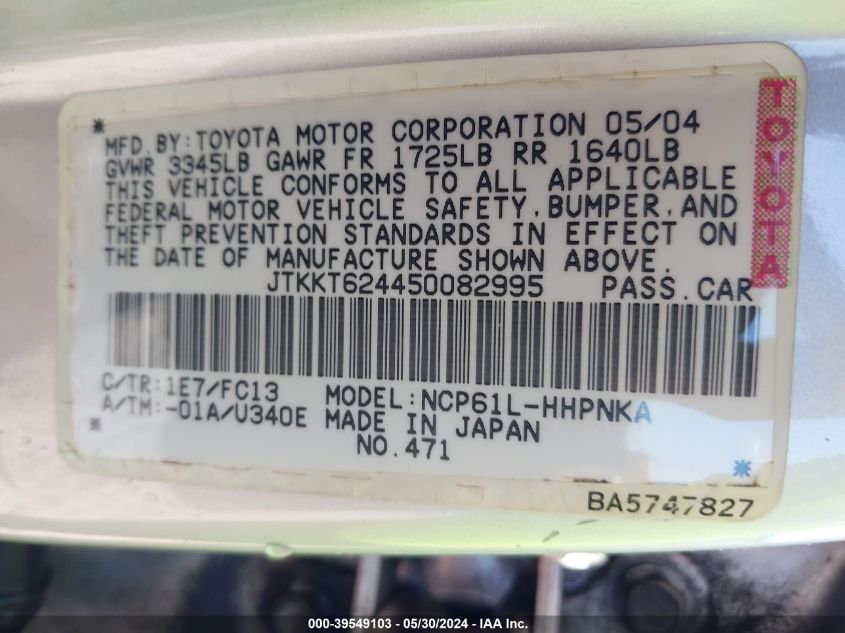 MFD.BY:TOYOTA MOTOR CORPORATION 05/04
GVWR 3345LB GAWR FR 1725LB RR 1640LB
THIS VEHICLE CONFORMS TO ALL APPLICABLE
FEDERAL MOTOR VEHICLE SAFETY,BUMPER,AND
THEFT PREVENTION STANDARDS IN EFFECT ON
THE DATE OF MANUFACTURE SHOWN ABOVE.
JTKKT624450082995 PASS.CAR
C/TR:1E7/FC13 MODEL:NCP61L-HHPNKA
A/TM:-01A/U340E MADE IN JAPAN
NO.471
BA5747827
TOYOTA
000-39549103 - 05/30/2024 - IAA Inc.